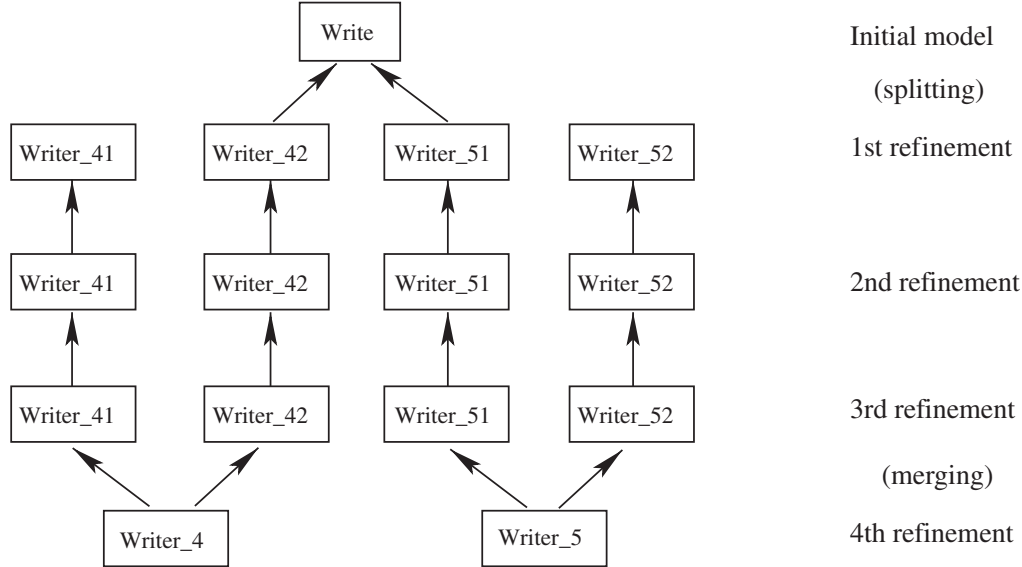 Write
Initial model
(splitting)
Writer_41 Writer_42 Writer_51 Writer_52 1st refinement
Writer_41 Writer_42 Writer_51 Writer_52 2nd refinement
Writer_41 Writer_42 Writer_51 Writer_52 3rd refinement
(merging)
Writer_4 Writer_5 4th refinement